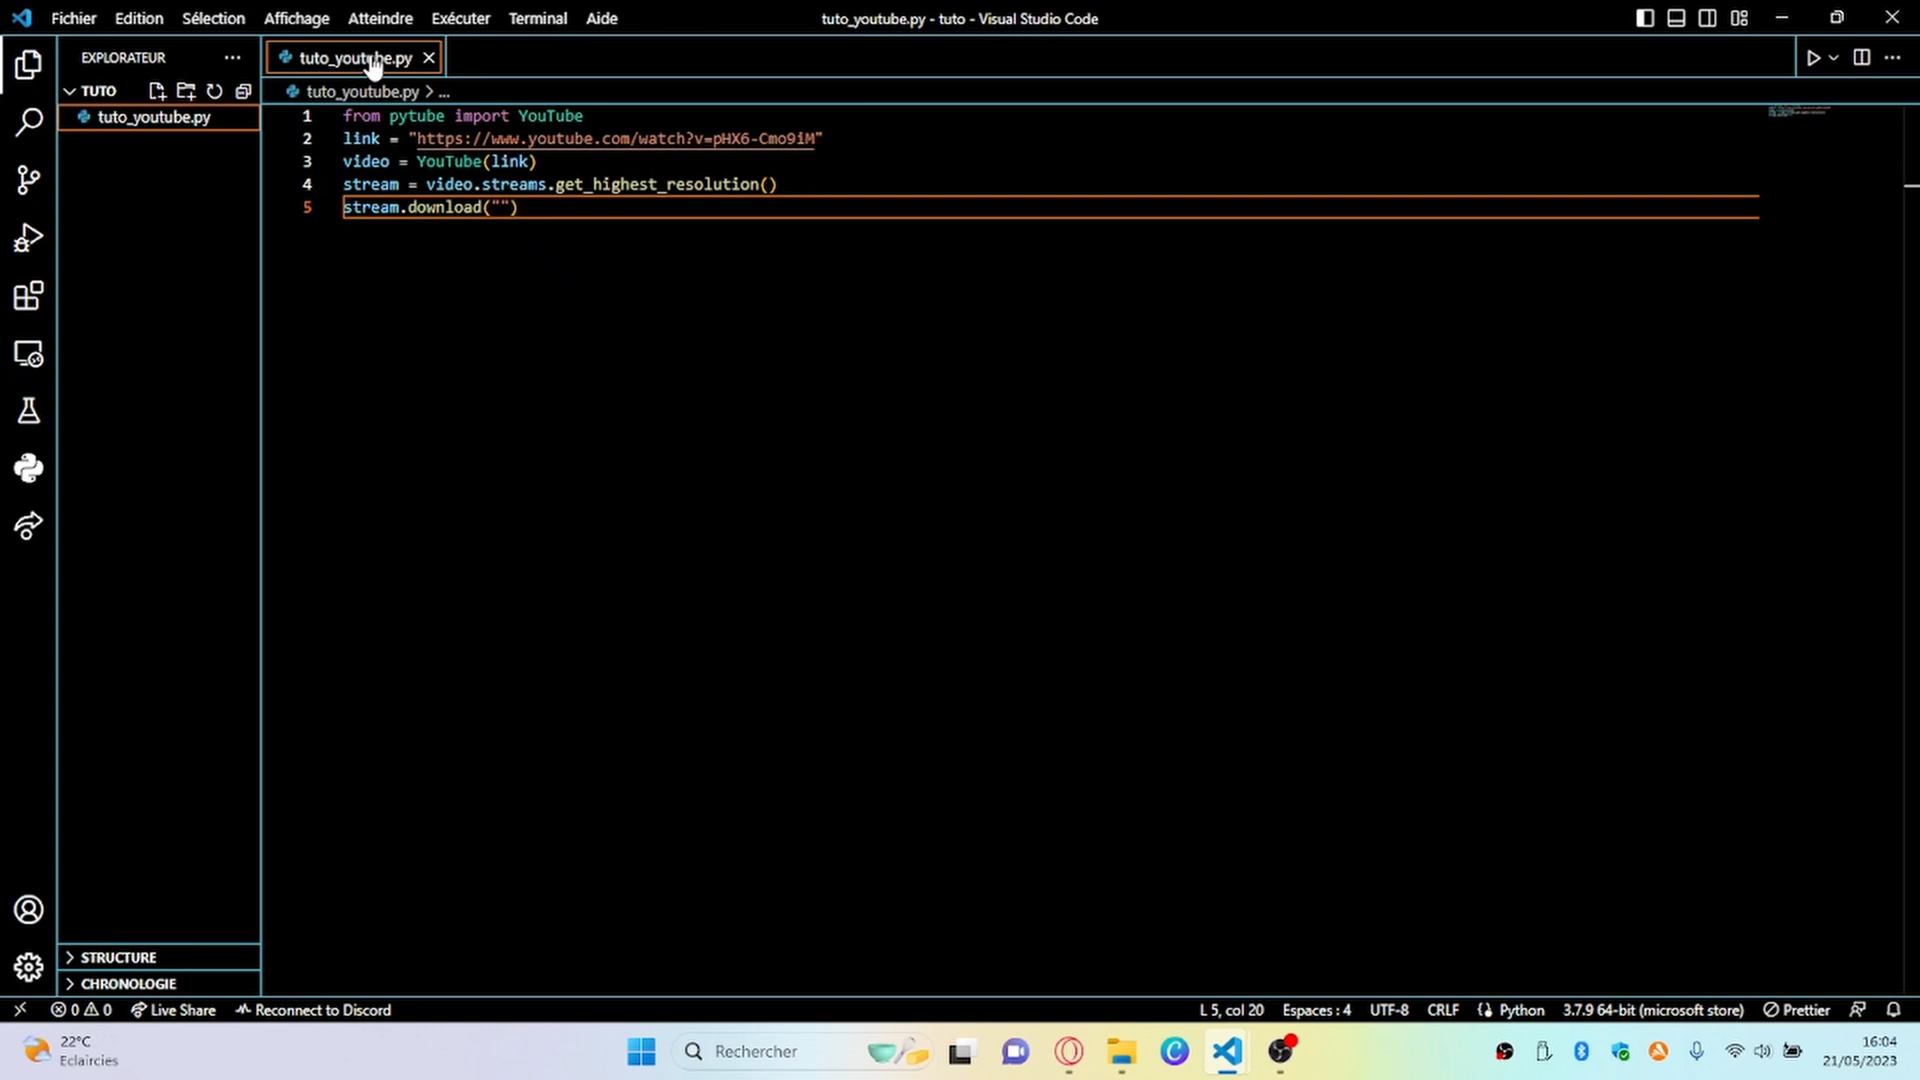 Fichier Edition Sélection Affichage Atteindre Exécuter Terminal Aide
tuto_youtube.py - tuto - Visual Studio Code
EXPLORATEUR
tuto_youtube.py
TUTO
tuto_youtube.py > ...
tuto_youtube.py
1 from pytube import YouTube
2 link = "https://www.youtube.com/watch?v=pHX6-Cmo9iM"
3 video = YouTube(link)
4 stream = video.streams.get_highest_resolution()
5 stream.download("")
STRUCTURE
CHRONOLOGIE
0 0 Live Share Reconnect to Discord
L 5, col 20 Espaces : 4 UTF-8 CRLF Python 3.7.9 64-bit (microsoft store) Prettier
22°C
Eclaircies
Rechercher
16:04
21/05/2023